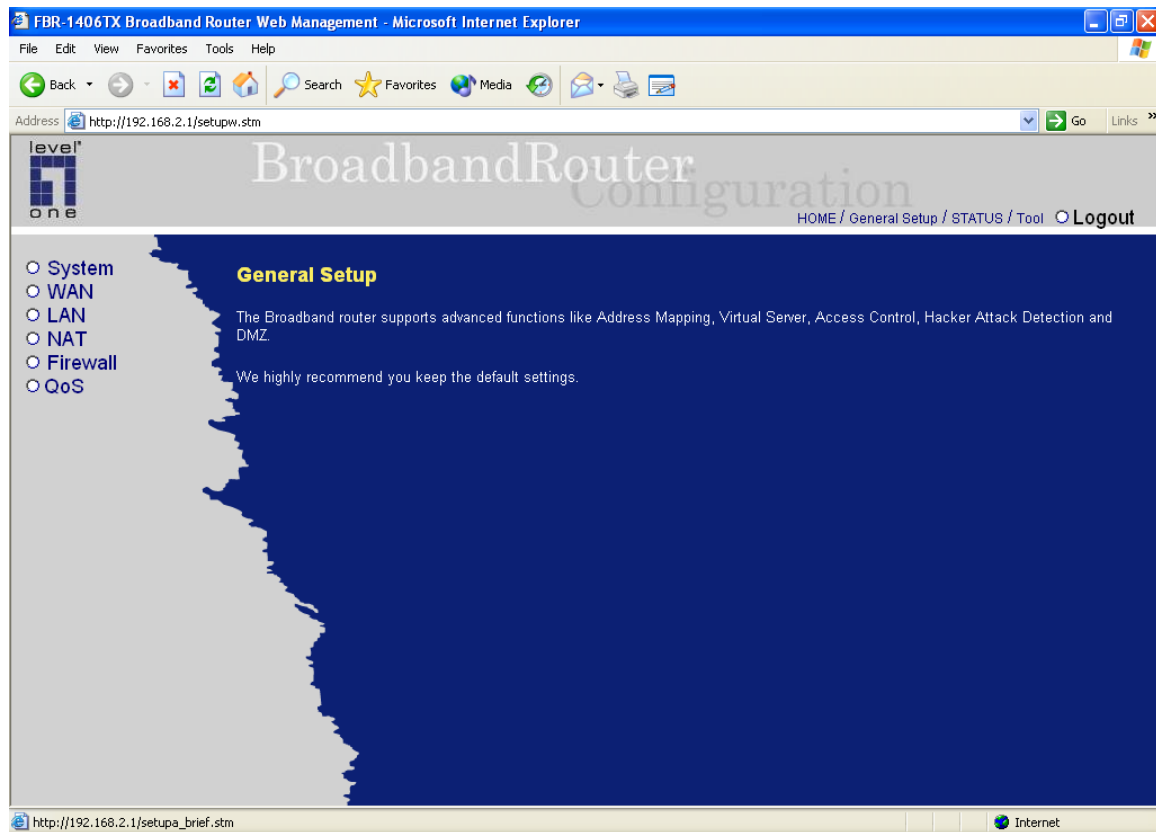 FBR-1406TX Broadband Router Web Management - Microsoft Internet Explorer
File Edit View Favorites Tools Help
Back Search Favorites Media
Address http://192.168.2.1/setupw.stm Go Links »
level
one
BroadbandRouter
Configuration
HOME / General Setup / STATUS / Tool Logout
System
WAN
LAN
NAT
Firewall
QoS
General Setup
The Broadband router supports advanced functions like Address Mapping, Virtual Server, Access Control, Hacker Attack Detection and
DMZ.
We highly recommend you keep the default settings.
http://192.168.2.1/setupa_brief.stm Internet